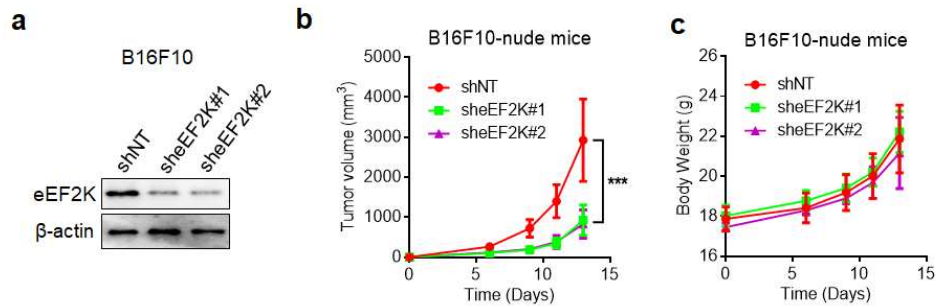 a
B16F10
shNT
sheEF2K#1
sheEF2K#2
eEF2K
β-actin
b
B16F10-nude mice
Tumor volume (mm³)
5000
4000
3000
2000
1000
0
shNT
sheEF2K#1
sheEF2K#2
***
0 5 10 15
Time (Days)
c
B16F10-nude mice
Body Weight (g)
26
24
22
20
18
16
shNT
sheEF2K#1
sheEF2K#2
0 5 10 15
Time (Days)